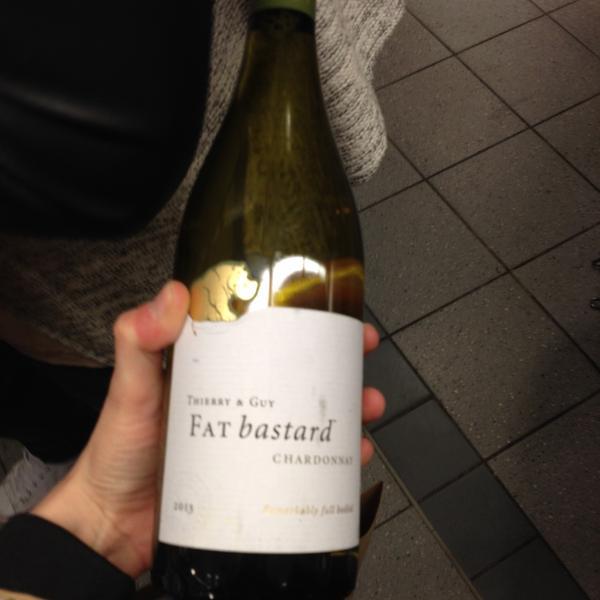 THIERRY & GUY
FAT bastard
CHARDONNAY
2013
Remarkably full bodied